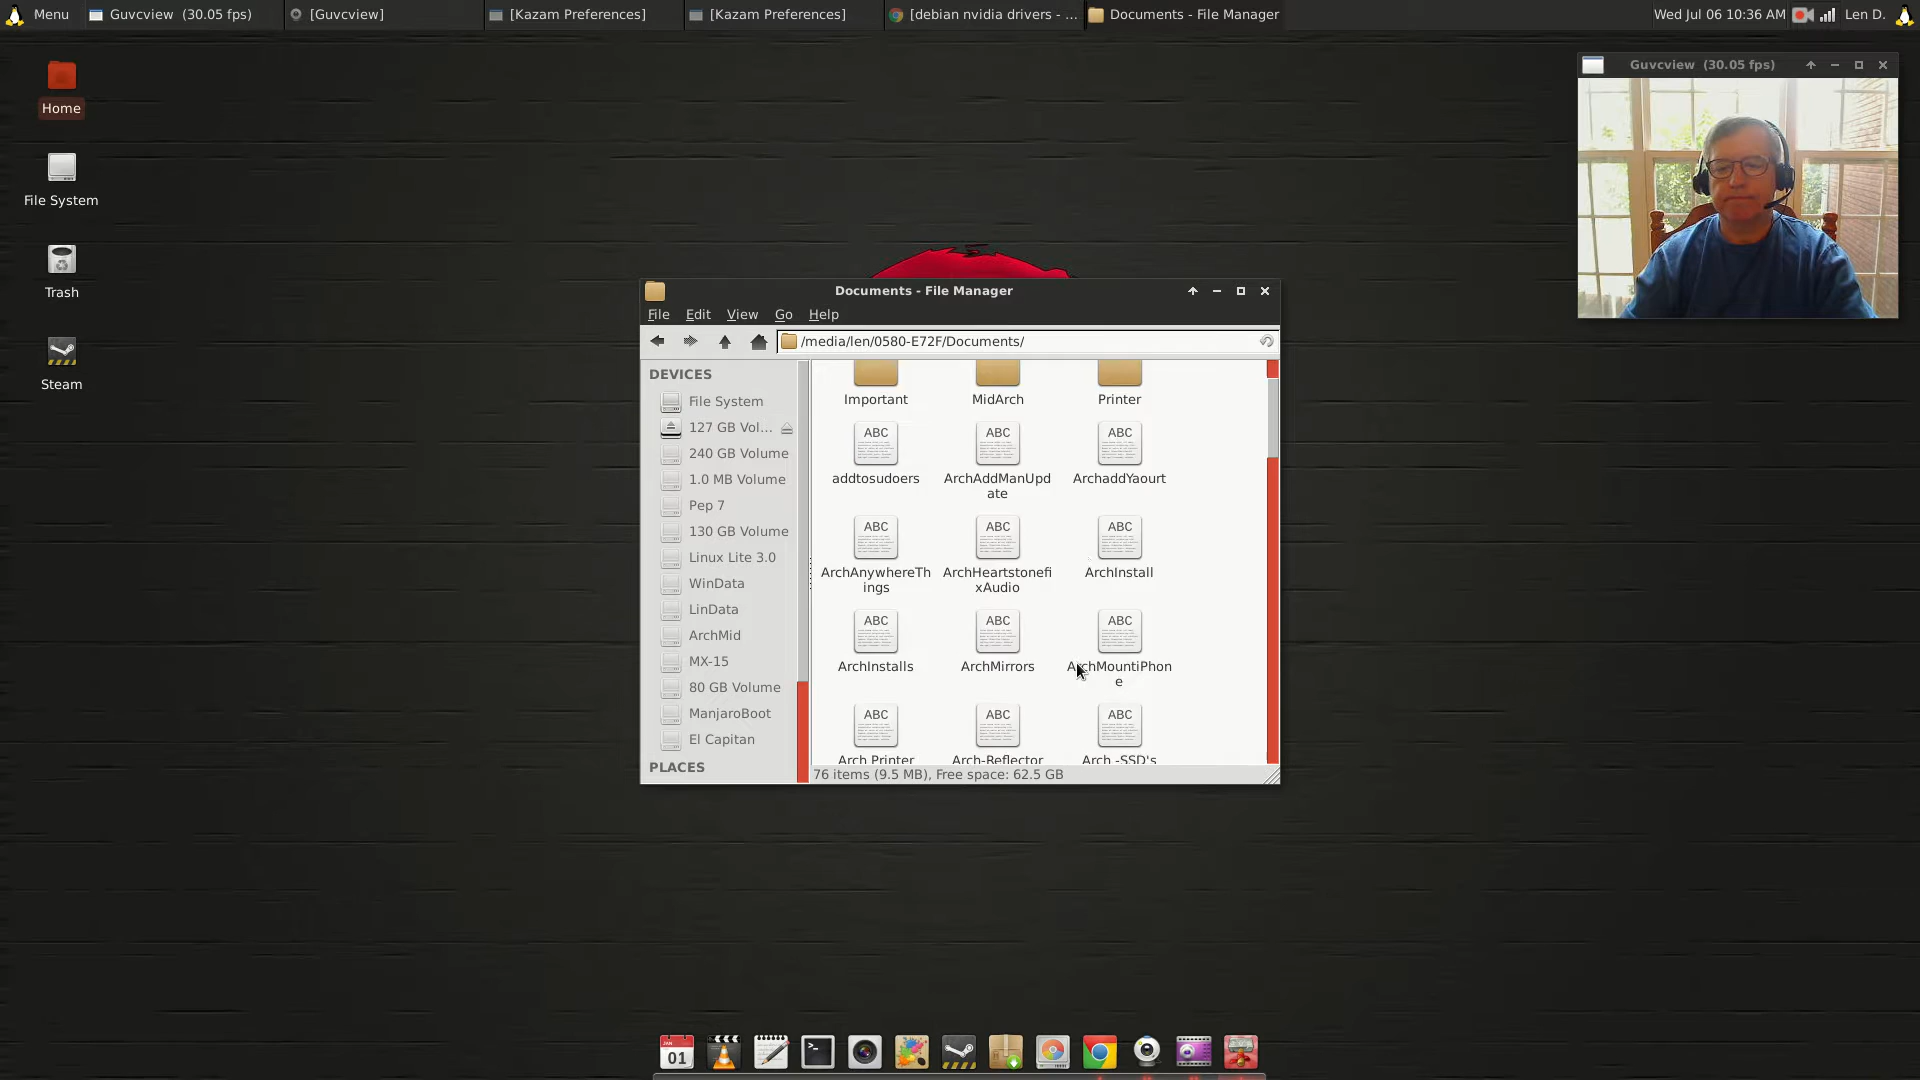 Menu
Guvcview (30.05 fps)
[Guvcview]
[Kazam Preferences]
[Kazam Preferences]
[debian nvidia drivers - ...
Documents - File Manager
Wed Jul 06 10:36 AM
Len D.
Home
File System
Trash
Steam
Guvcview (30.05 fps)
Documents - File Manager
File Edit View Go Help
/media/len/0580-E72F/Documents/
DEVICES
File System
127 GB Vol...
240 GB Volume
1.0 MB Volume
Pep 7
130 GB Volume
Linux Lite 3.0
WinData
LinData
ArchMid
MX-15
80 GB Volume
ManjaroBoot
El Capitan
PLACES
Important
MidArch
Printer
ABC
ABC
ABC
addtosudoers
ArchAddManUpd
ate
ArchaddYaourt
ABC
ABC
ABC
ArchAnywhereTh
ings
ArchHeartstonefi
xAudio
ArchInstall
ABC
ABC
ABC
ArchInstalls
ArchMirrors
ArchMountiPhon
e
ABC
ABC
ABC
Arch Printer
Arch-Reflector
Arch -SSD's
76 items (9.5 MB), Free space: 62.5 GB
JAN
01